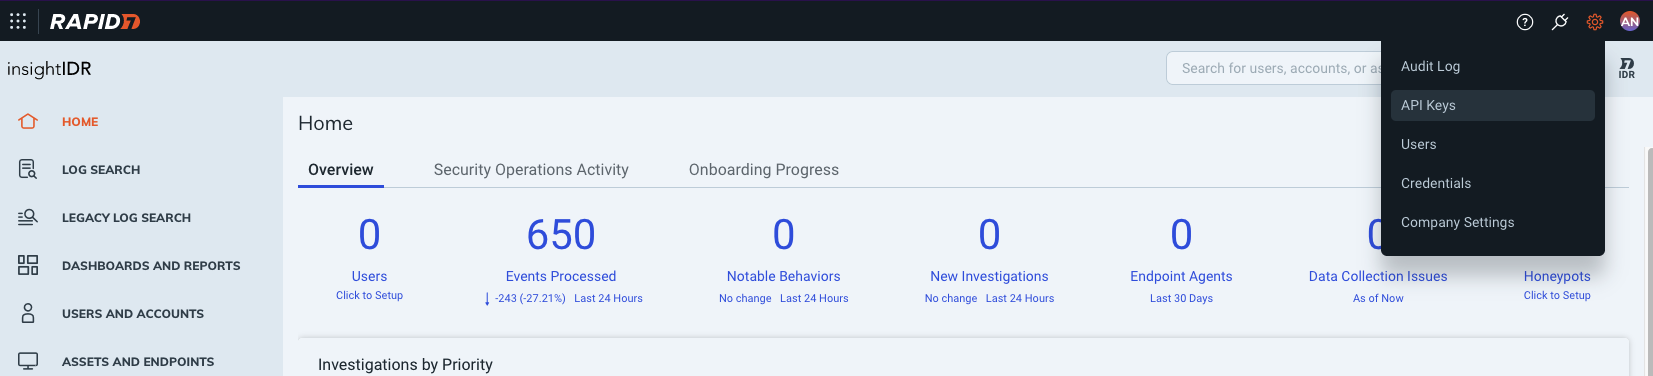 RAPID7
AN
insightIDR
Search for users, accounts, or as
IDR
Audit Log
API Keys
Users
Credentials
Company Settings
HOME
LOG SEARCH
LEGACY LOG SEARCH
DASHBOARDS AND REPORTS
USERS AND ACCOUNTS
ASSETS AND ENDPOINTS
Home
Overview Security Operations Activity Onboarding Progress
0 650 0 0 0 0
Users Events Processed Notable Behaviors New Investigations Endpoint Agents Data Collection Issues Honeypots
Click to Setup ↓ -243 (-27.21%) Last 24 Hours No change Last 24 Hours No change Last 24 Hours Last 30 Days As of Now Click to Setup
Investigations by Priority